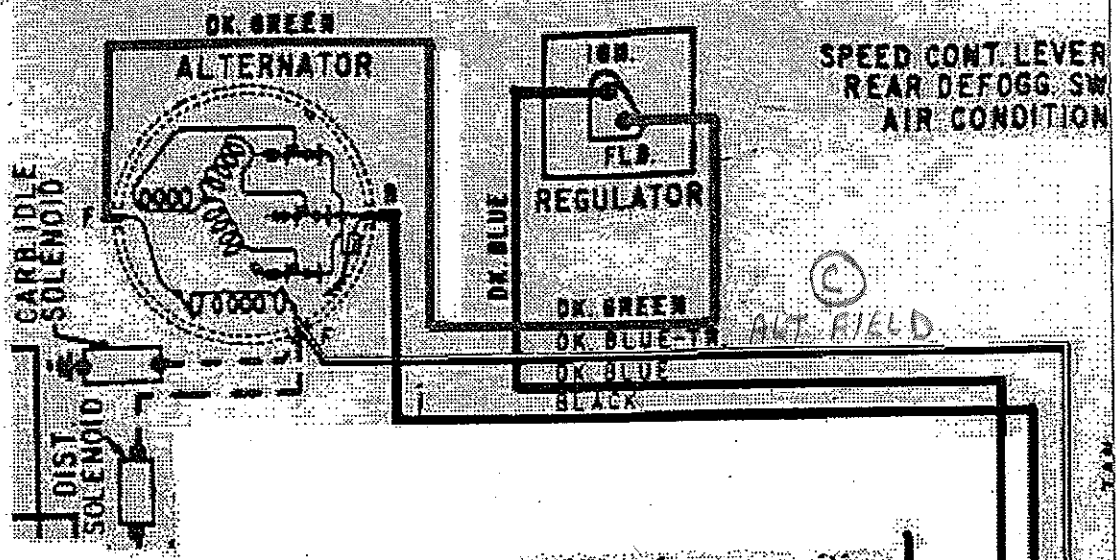 DK. GREEN
ALTERNATOR
IGN.
FLD.
REGULATOR
SPEED CONT. LEVER
REAR DEFOGG. SW
AIR CONDITION
CARB IDLE
SOLENOID
F
B
DK. BLUE
C
ALT. FIELD
DK. GREEN
DK. BLUE-TR.
DK. BLUE
BLACK
F
DIST.
SOLENOID